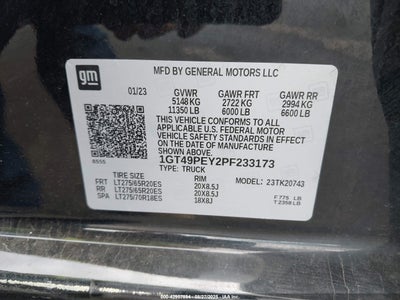 gm
MFD BY GENERAL MOTORS LLC
01/23
GVWR GAWR FRT GAWR RR
5148 KG 2722 KG 2994 KG
11350 LB 6000 LB 6600 LB
THIS VEHICLE CONFORMS TO ALL
APPLICABLE U.S. FEDERAL MOTOR
VEHICLE SAFETY STANDARDS IN EFFECT
ON THE DATE OF MANUFACTURE
SHOWN ABOVE.
1GT49PEY2PF233173
TYPE: TRUCK
TIRE SIZE RIM
FRT LT275/65R20ES 20X8.5J
RR LT275/65R20ES 20X8.5J
SPA LT275/70R18ES 18X8J
MODEL: 23TK20743
F775 LB
T2358 LB